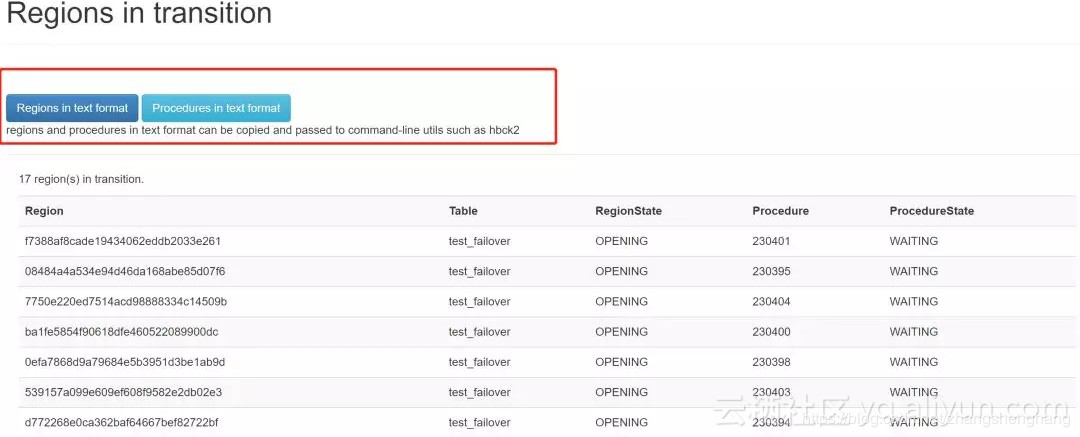 Regions in transition
Regions in text format Procedures in text format
regions and procedures in text format can be copied and passed to command-line utils such as hbck2
17 region(s) in transition.
Region Table RegionState Procedure ProcedureState
f7388af8cade19434062eddb2033e261 test_failover OPENING 230401 WAITING
08484a4a534e94d46da168abe85d07f6 test_failover OPENING 230395 WAITING
7750e220ed7514acd98888334c14509b test_failover OPENING 230404 WAITING
ba1fe5854f90618dfe460522089900dc test_failover OPENING 230400 WAITING
0efa7868d9a79684e5b3951d3be1ab9d test_failover OPENING 230398 WAITING
539157a099e609ef608f9582e2db02e3 test_failover OPENING 230403 WAITING
d772268e0ca362baf64667bef82722bf test_failover OPENING 230394 WAITING
云栖社区 yq.aliyun.com